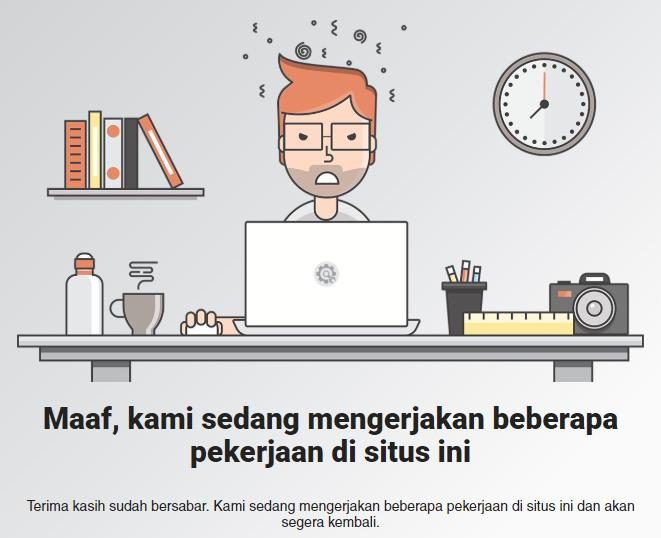 Maaf, kami sedang mengerjakan beberapa
pekerjaan di situs ini
Terima kasih sudah bersabar. Kami sedang mengerjakan beberapa pekerjaan di situs ini dan akan
segera kembali.